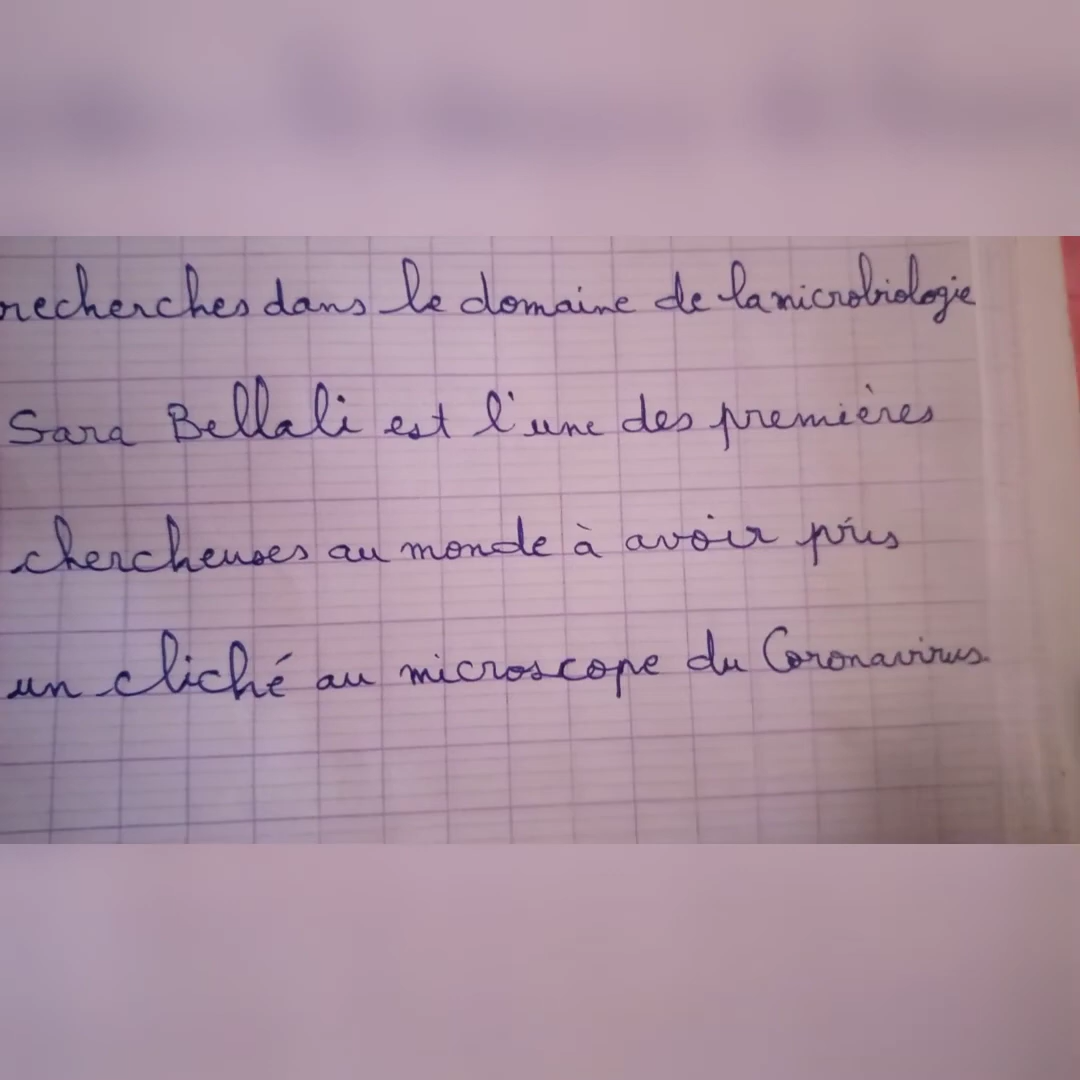 recherches dans le domaine de la microbiologie
Sara Bellali est l'une des premières
chercheuses au monde à avoir pris
un cliché au microscope du Coronavirus.